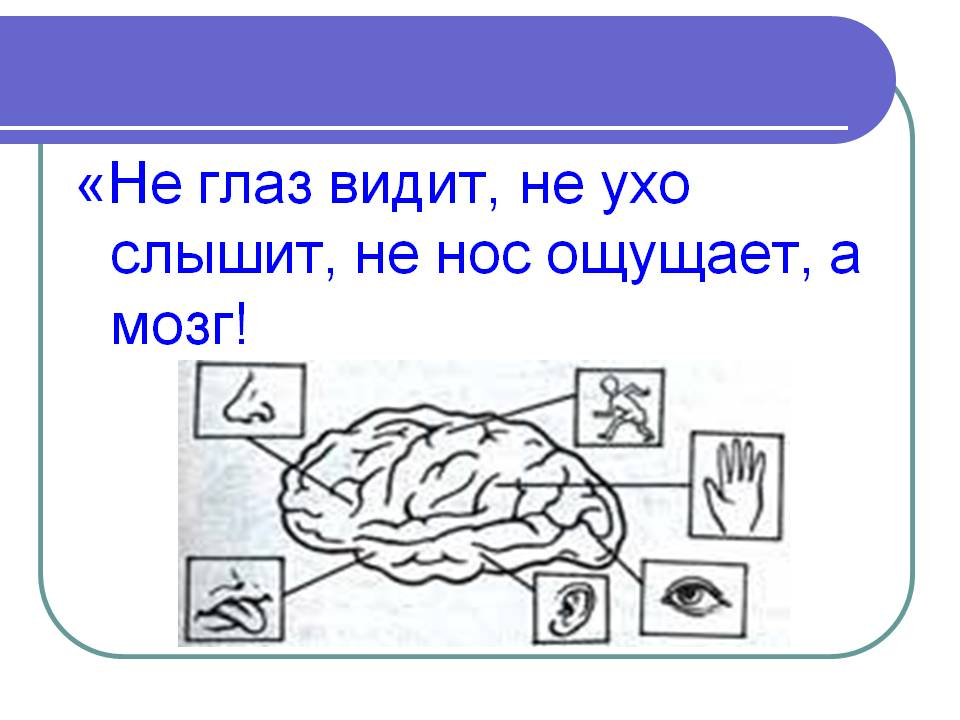 «Не глаз видит, не ухо
слышит, не нос ощущает, а
мозг!